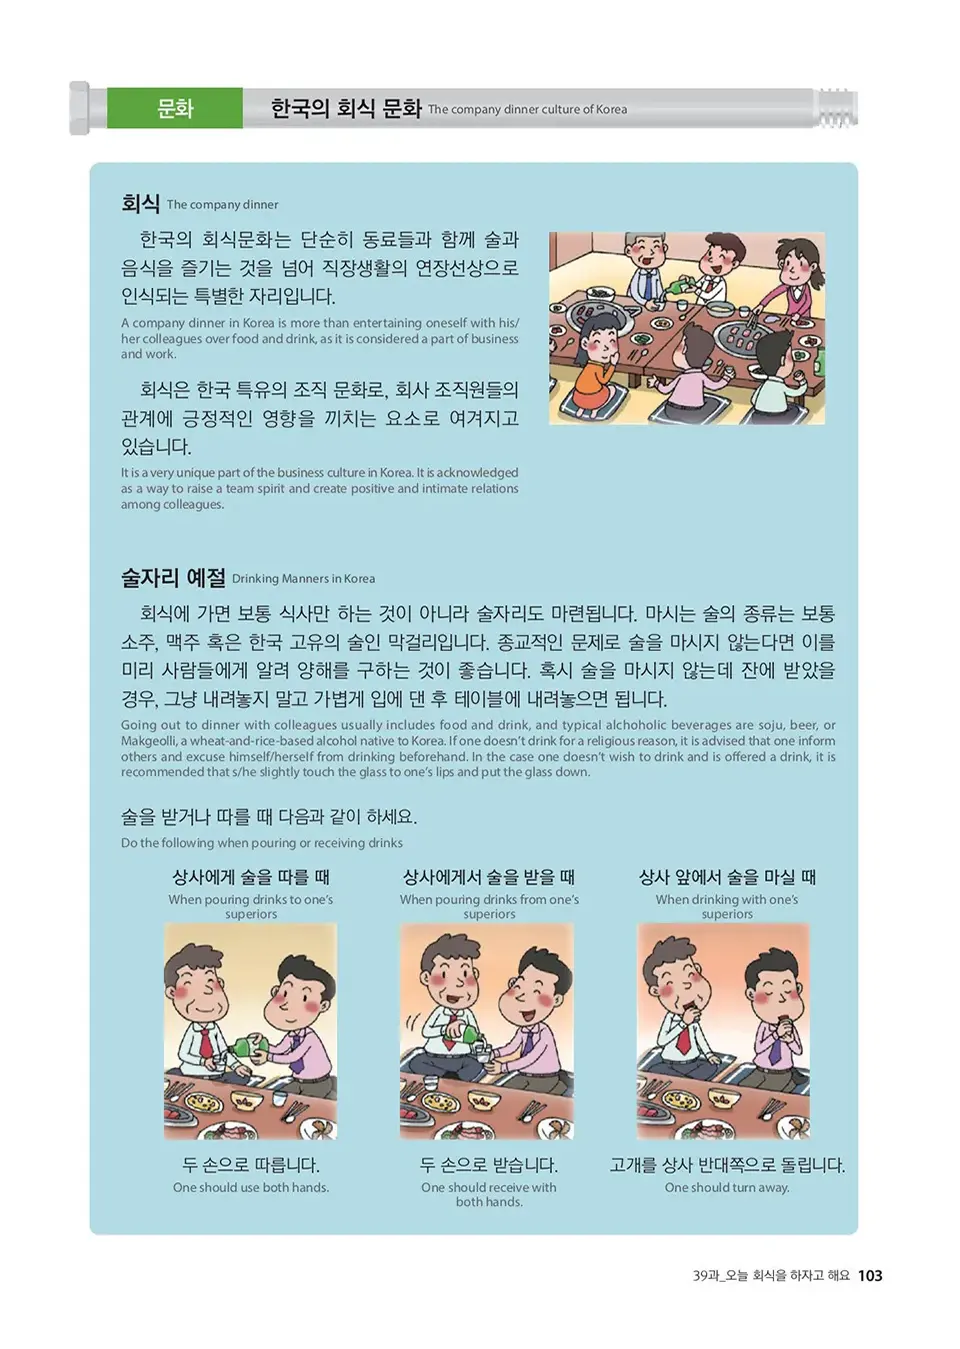 문화
한국의 회식 문화 The company dinner culture of Korea
회식 The company dinner
한국의 회식문화는 단순히 동료들과 함께 술과
음식을 즐기는 것을 넘어 직장생활의 연장선상으로
인식되는 특별한 자리입니다.
A company dinner in Korea is more than entertaining oneself with his/
her colleagues over food and drink, as it is considered a part of business
and work.
회식은 한국 특유의 조직 문화로, 회사 조직원들의
관계에 긍정적인 영향을 끼치는 요소로 여겨지고
있습니다.
It is a very unique part of the business culture in Korea. It is acknowledged
as a way to raise a team spirit and create positive and intimate relations
among colleagues.
술자리 예절 Drinking Manners in Korea
회식에 가면 보통 식사만 하는 것이 아니라 술자리도 마련됩니다. 마시는 술의 종류는 보통
소주, 맥주 혹은 한국 고유의 술인 막걸리입니다. 종교적인 문제로 술을 마시지 않는다면 이를
미리 사람들에게 알려 양해를 구하는 것이 좋습니다. 혹시 술을 마시지 않는데 잔에 받았을
경우, 그냥 내려놓지 말고 가볍게 입에 댄 후 테이블에 내려놓으면 됩니다.
Going out to dinner with colleagues usually includes food and drink, and typical alchoholic beverages are soju, beer, or
Makgeolli, a wheat-and-rice-based alcohol native to Korea. If one doesn't drink for a religious reason, it is advised that one inform
others and excuse himself/herself from drinking beforehand. In the case one doesn't wish to drink and is offered a drink, it is
recommended that s/he slightly touch the glass to one's lips and put the glass down.
술을 받거나 따를 때 다음과 같이 하세요.
Do the following when pouring or receiving drinks
상사에게 술을 따를 때
When pouring drinks to one's
superiors
두 손으로 따릅니다.
One should use both hands.
상사에게서 술을 받을 때
When pouring drinks from one's
superiors
두 손으로 받습니다.
One should receive with
both hands.
상사 앞에서 술을 마실 때
When drinking with one's
superiors
고개를 상사 반대쪽으로 돌립니다.
One should turn away.
39과_오늘 회식을 하자고 해요 103